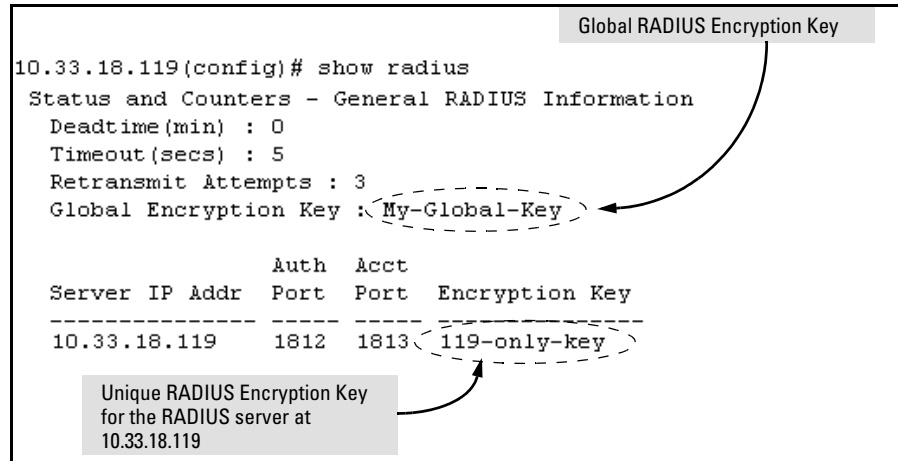 Global RADIUS Encryption Key
10.33.18.119(config)# show radius
Status and Counters - General RADIUS Information
Deadtime(min) : 0
Timeout(secs) : 5
Retransmit Attempts : 3
Global Encryption Key : My-Global-Key
Auth Acct
Server IP Addr Port Port Encryption Key
--------------- ----- ----- ---------------
10.33.18.119 1812 1813 119-only-key
Unique RADIUS Encryption Key
for the RADIUS server at
10.33.18.119